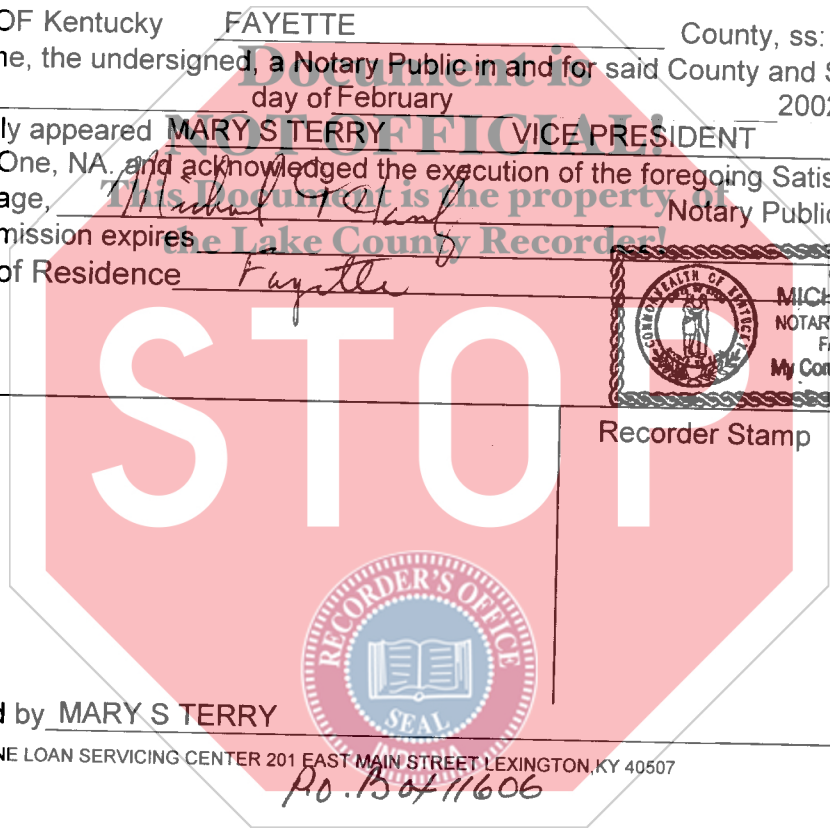 OF Kentucky FAYETTE County, ss:
ne, the undersigned, a Notary Public in and for said County and S
day of February 2002
ly appeared MARY S TERRY VICE PRESIDENT
One, NA. and acknowledged the execution of the foregoing Satis
age, Notary Public
mission expires
of Residence Fayette
Document is
NOT OFFICIAL!
This Document is the property of
the Lake County Recorder!
STOP
COMMONWEALTH OF KENTUCKY
MICH
NOTAR
FA
My Com
Recorder Stamp
RECORDER'S OFFICE
SEAL
INDIANA
d by MARY S TERRY
NE LOAN SERVICING CENTER 201 EAST MAIN STREET LEXINGTON, KY 40507
P.O. Box 11606